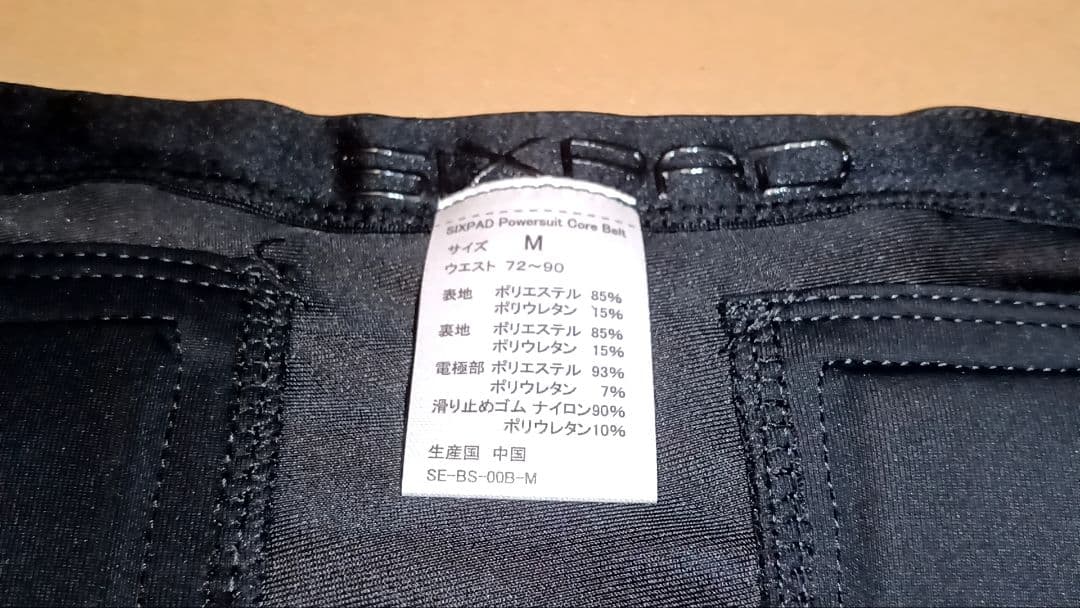 SIXPAD
SIXPAD Powersuit Core Belt
サイズ M
ウエスト 72～90
表地 ポリエステル 85%
ポリウレタン 15%
裏地 ポリエステル 85%
ポリウレタン 15%
電極部 ポリエステル 93%
ポリウレタン 7%
滑り止めゴム ナイロン90%
ポリウレタン10%
生産国 中国
SE-BS-00B-M